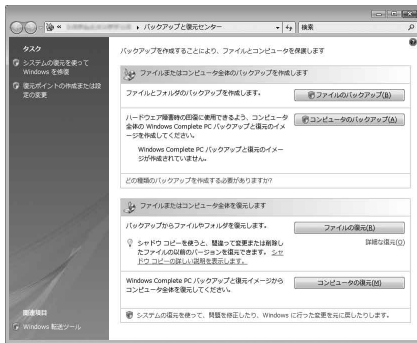 « ▸ バックアップと復元センター
検索
タスク
システムの復元を使って
Windows を修復
復元ポイントの作成または設
定の変更
関連項目
Windows 転送ツール
バックアップを作成することにより、ファイルとコンピュータを保護します
ファイルまたはコンピュータ全体のバックアップを作成します
ファイルとフォルダのバックアップを作成します。
ファイルのバックアップ(B)
ハードウェア障害時の回復に使用できるよう、コンピュータ
全体の Windows Complete PC バックアップと復元のイメ
ージを作成してください。
コンピュータのバックアップ(A)
Windows Complete PC バックアップと復元イメー
ジが作成されていません。
どの種類のバックアップを作成する必要がありますか?
ファイルまたはコンピュータ全体を復元します
バックアップからファイルやフォルダを復元します。
ファイルの復元(R)
シャドウ コピーを使うと、間違って変更または削除し
たファイルの以前のバージョンを復元できます。シャ
ドウ コピーの詳しい説明を表示します。
詳細な復元(O)
Windows Complete PC バックアップと復元イメージから
コンピュータ全体を復元してください。
コンピュータの復元(M)
システムの復元を使って、問題を修正したり、Windows に行った変更を元に戻したりします。